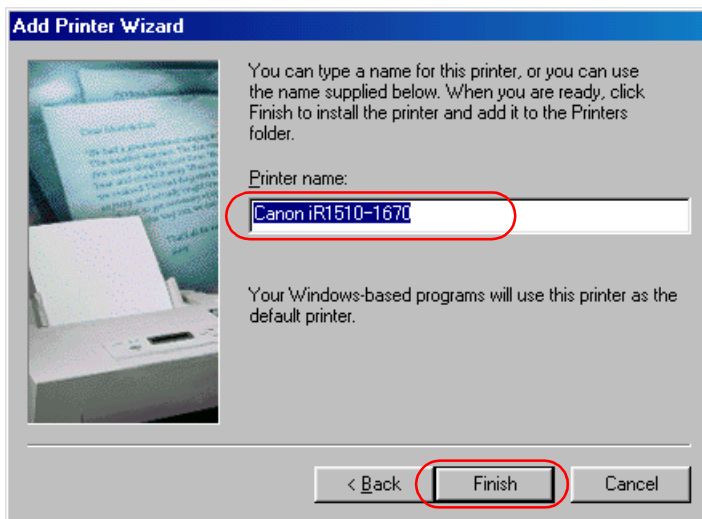 Add Printer Wizard
You can type a name for this printer, or you can use
the name supplied below. When you are ready, click
Finish to install the printer and add it to the Printers
folder.
Printer name:
Canon iR1510-1670
Your Windows-based programs will use this printer as the
default printer.
< Back
Finish
Cancel